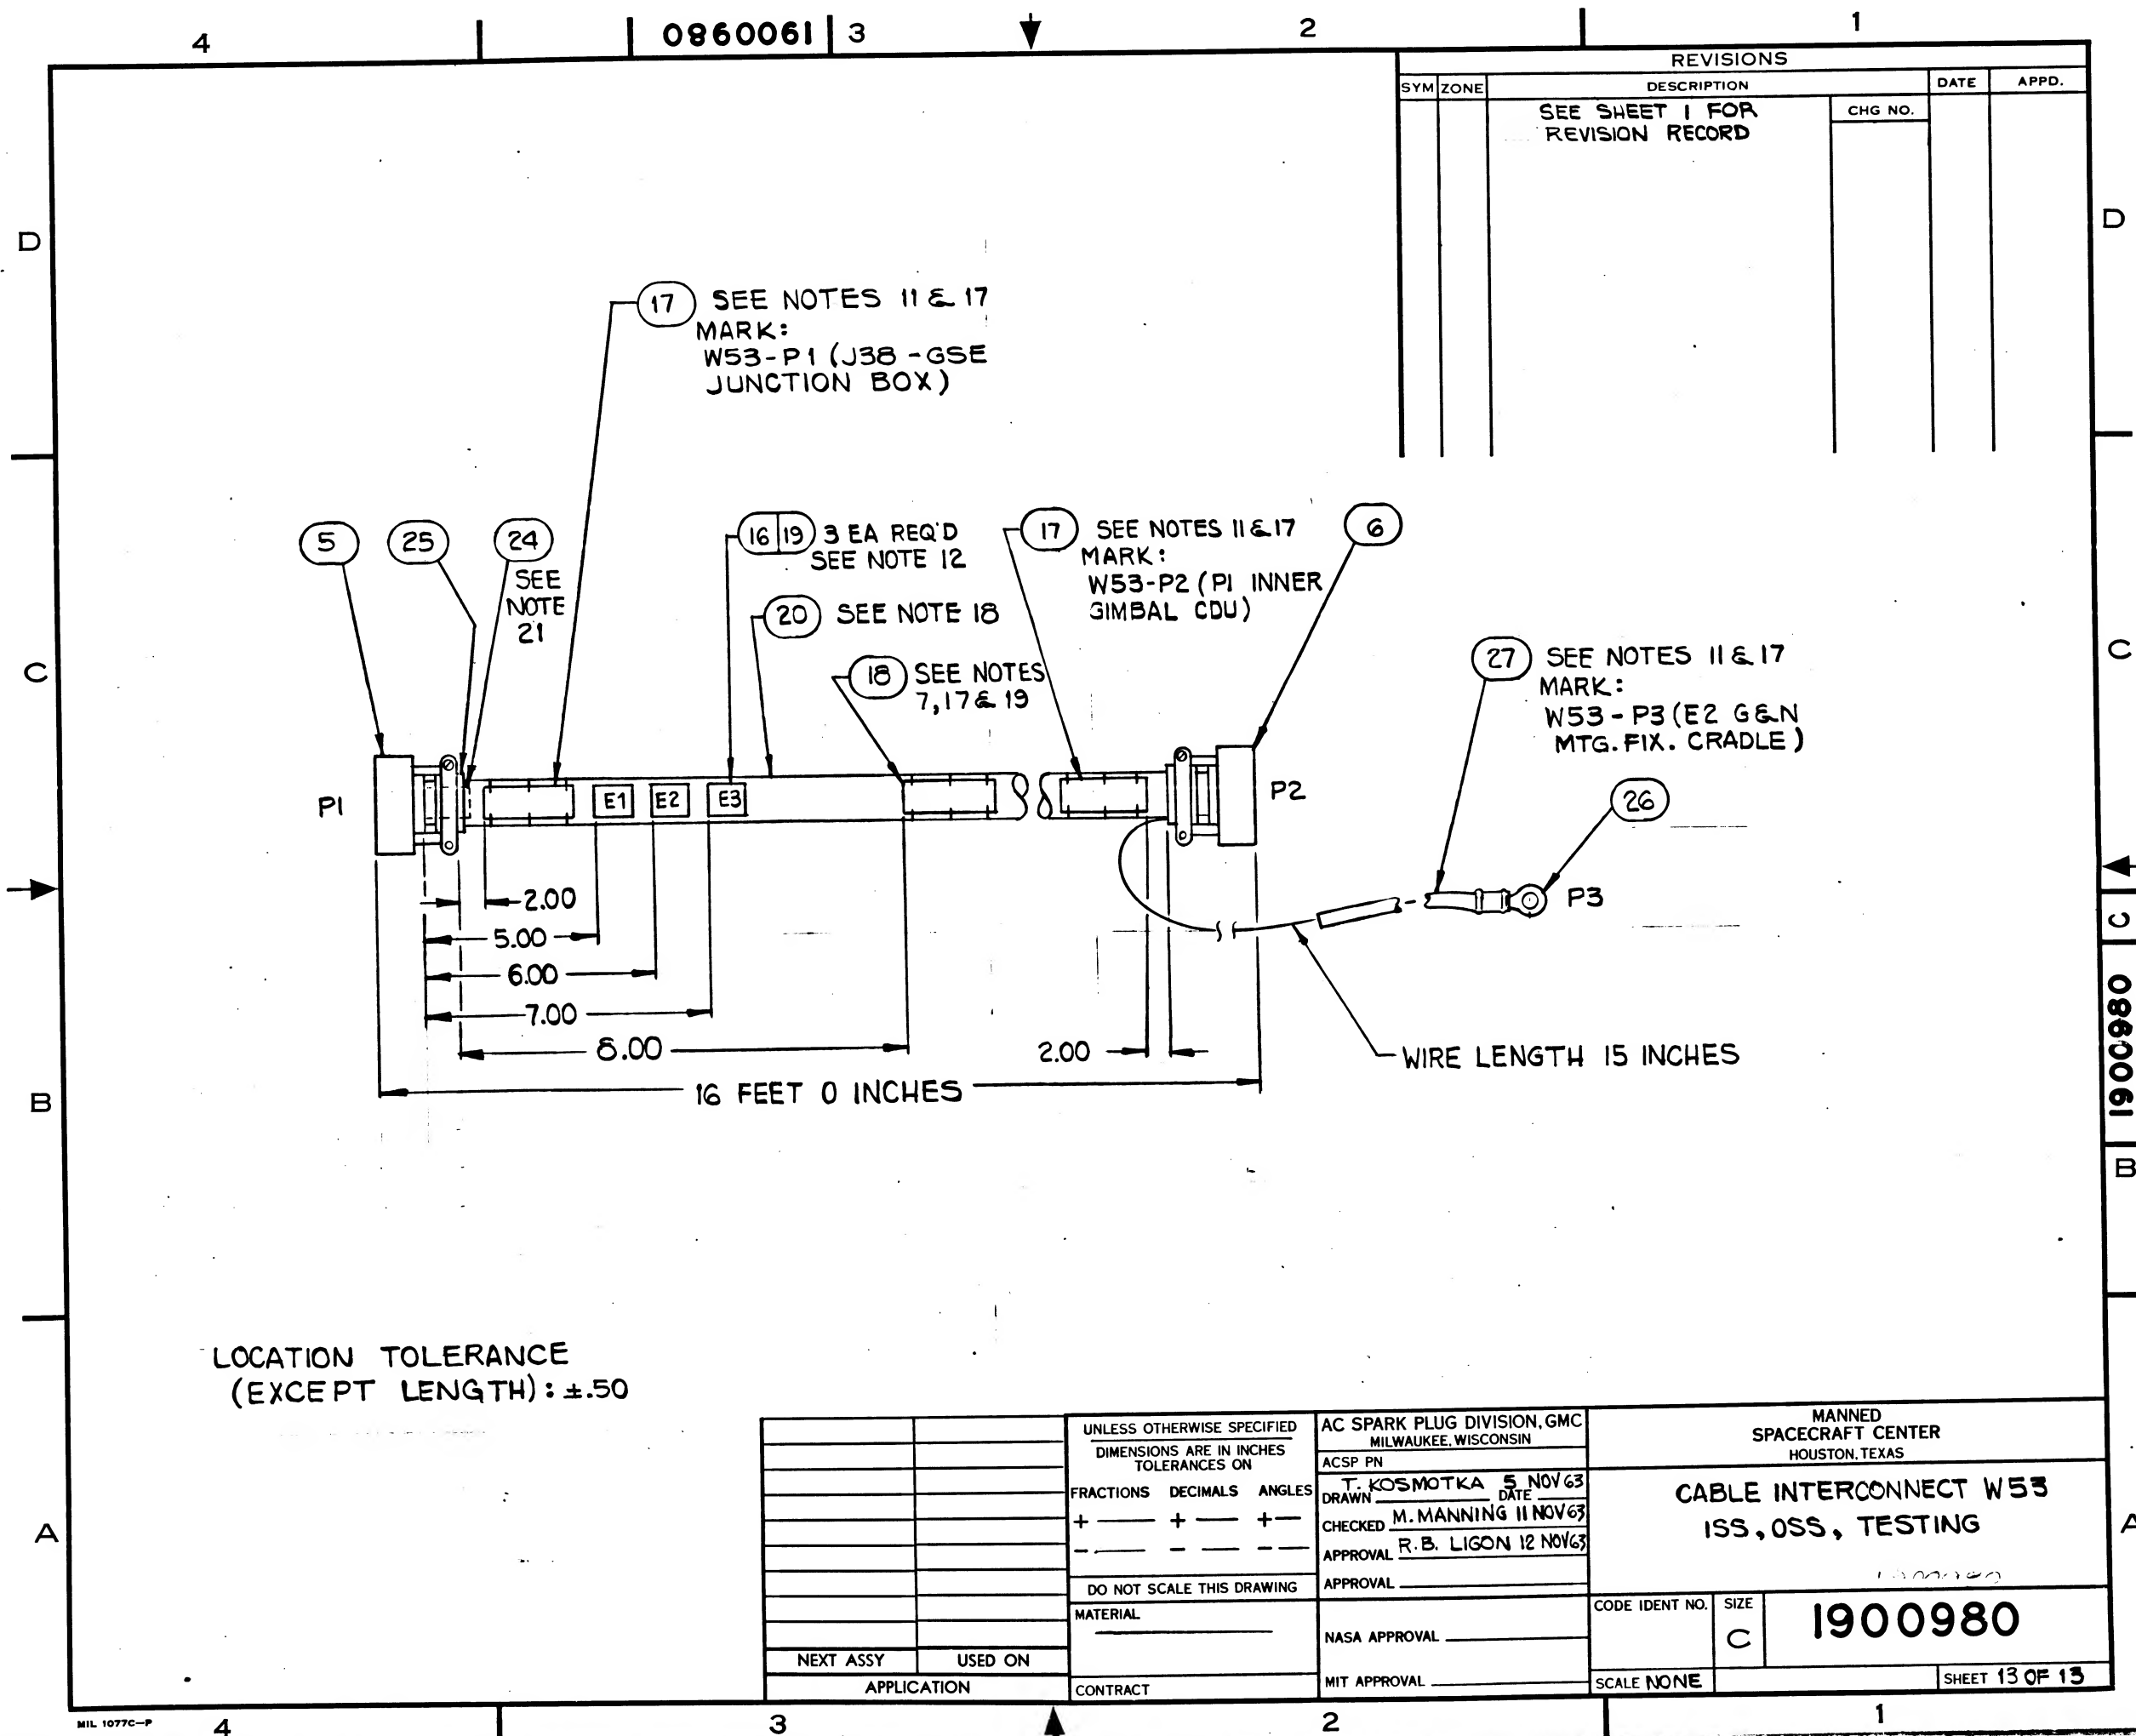 4
0860061
3
2
1
REVISIONS
SYM ZONE DESCRIPTION DATE APPD.
SEE SHEET 1 FOR
REVISION RECORD
CHG NO.
D
D
17 SEE NOTES 11 & 17
MARK:
W53-P1 (J38-GSE
JUNCTION BOX)
5
25
24
SEE
NOTE
21
16 19 3 EA REQ'D
SEE NOTE 12
20 SEE NOTE 18
18 SEE NOTES
7, 17 & 19
17 SEE NOTES 11 & 17
MARK:
W53-P2 (P1 INNER
GIMBAL CDU)
6
27 SEE NOTES 11 & 17
MARK:
W53-P3 (E2 G&N
MTG. FIX. CRADLE)
26
C
C
P1
E1
E2
E3
P2
P3
2.00
5.00
6.00
7.00
8.00
2.00
16 FEET 0 INCHES
WIRE LENGTH 15 INCHES
C
0860061
B
B
LOCATION TOLERANCE
(EXCEPT LENGTH): ±.50
A
A
NEXT ASSY USED ON
APPLICATION
UNLESS OTHERWISE SPECIFIED
DIMENSIONS ARE IN INCHES
TOLERANCES ON
FRACTIONS DECIMALS ANGLES
+ + +
- - -
DO NOT SCALE THIS DRAWING
MATERIAL
CONTRACT
AC SPARK PLUG DIVISION, GMC
MILWAUKEE, WISCONSIN
ACSP PN
DRAWN T. KOSMOTKA DATE 5 NOV 63
CHECKED M. MANNING 11 NOV 63
APPROVAL R.B. LIGON 12 NOV 63
APPROVAL
NASA APPROVAL
MIT APPROVAL
MANNED
SPACECRAFT CENTER
HOUSTON, TEXAS
CABLE INTERCONNECT W53
ISS, OSS, TESTING
CODE IDENT NO.
SIZE
C
1900980
SCALE NONE
SHEET 13 OF 13
MIL 1077C-P
4
3
2
1